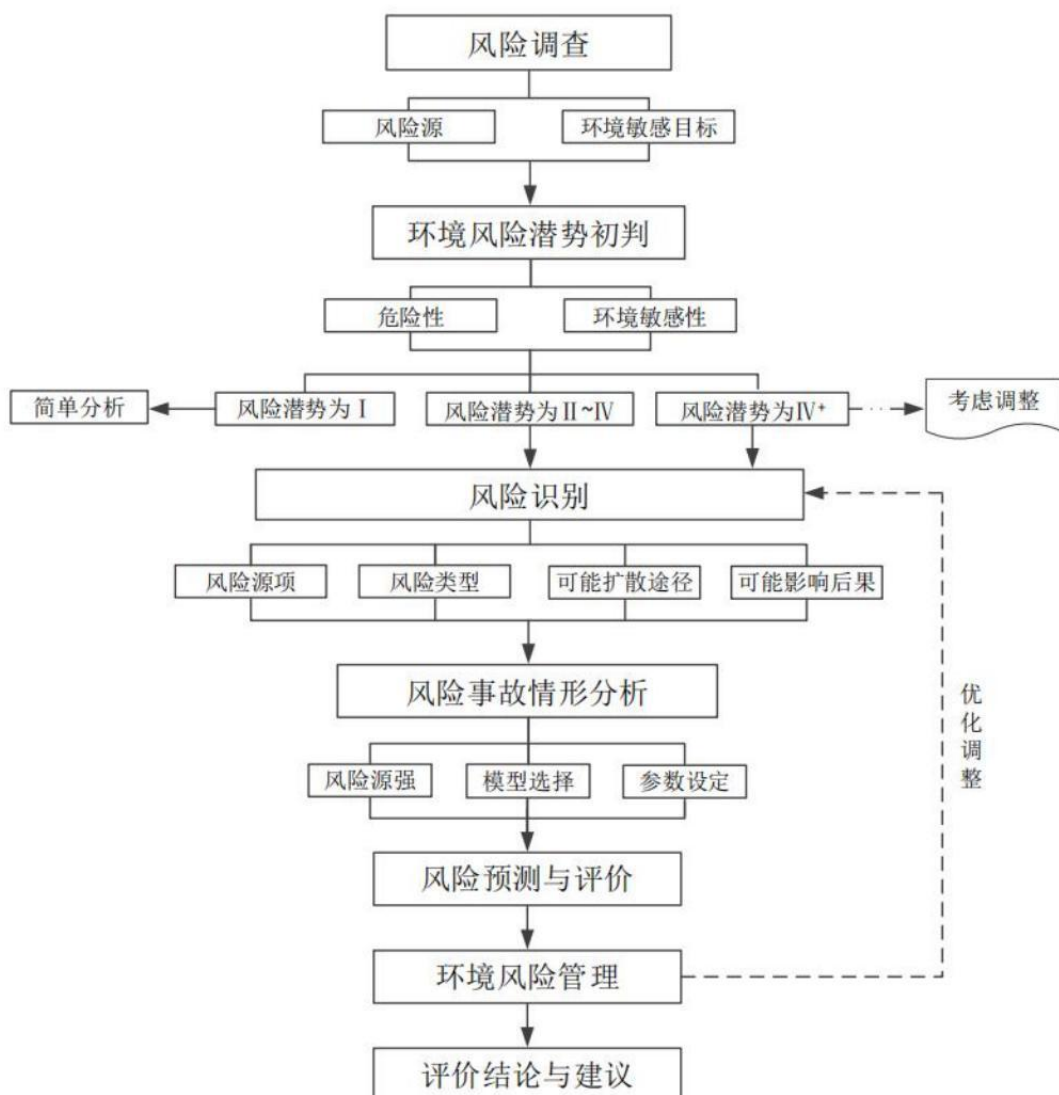 风险调查
风险源
环境敏感目标
环境风险潜势初判
危险性
环境敏感性
简单分析
风险潜势为Ⅰ
风险潜势为Ⅱ~Ⅳ
风险潜势为Ⅳ⁺
考虑调整
风险识别
风险源项
风险类型
可能扩散途径
可能影响后果
风险事故情形分析
风险源强
模型选择
参数设定
优化调整
风险预测与评价
环境风险管理
评价结论与建议